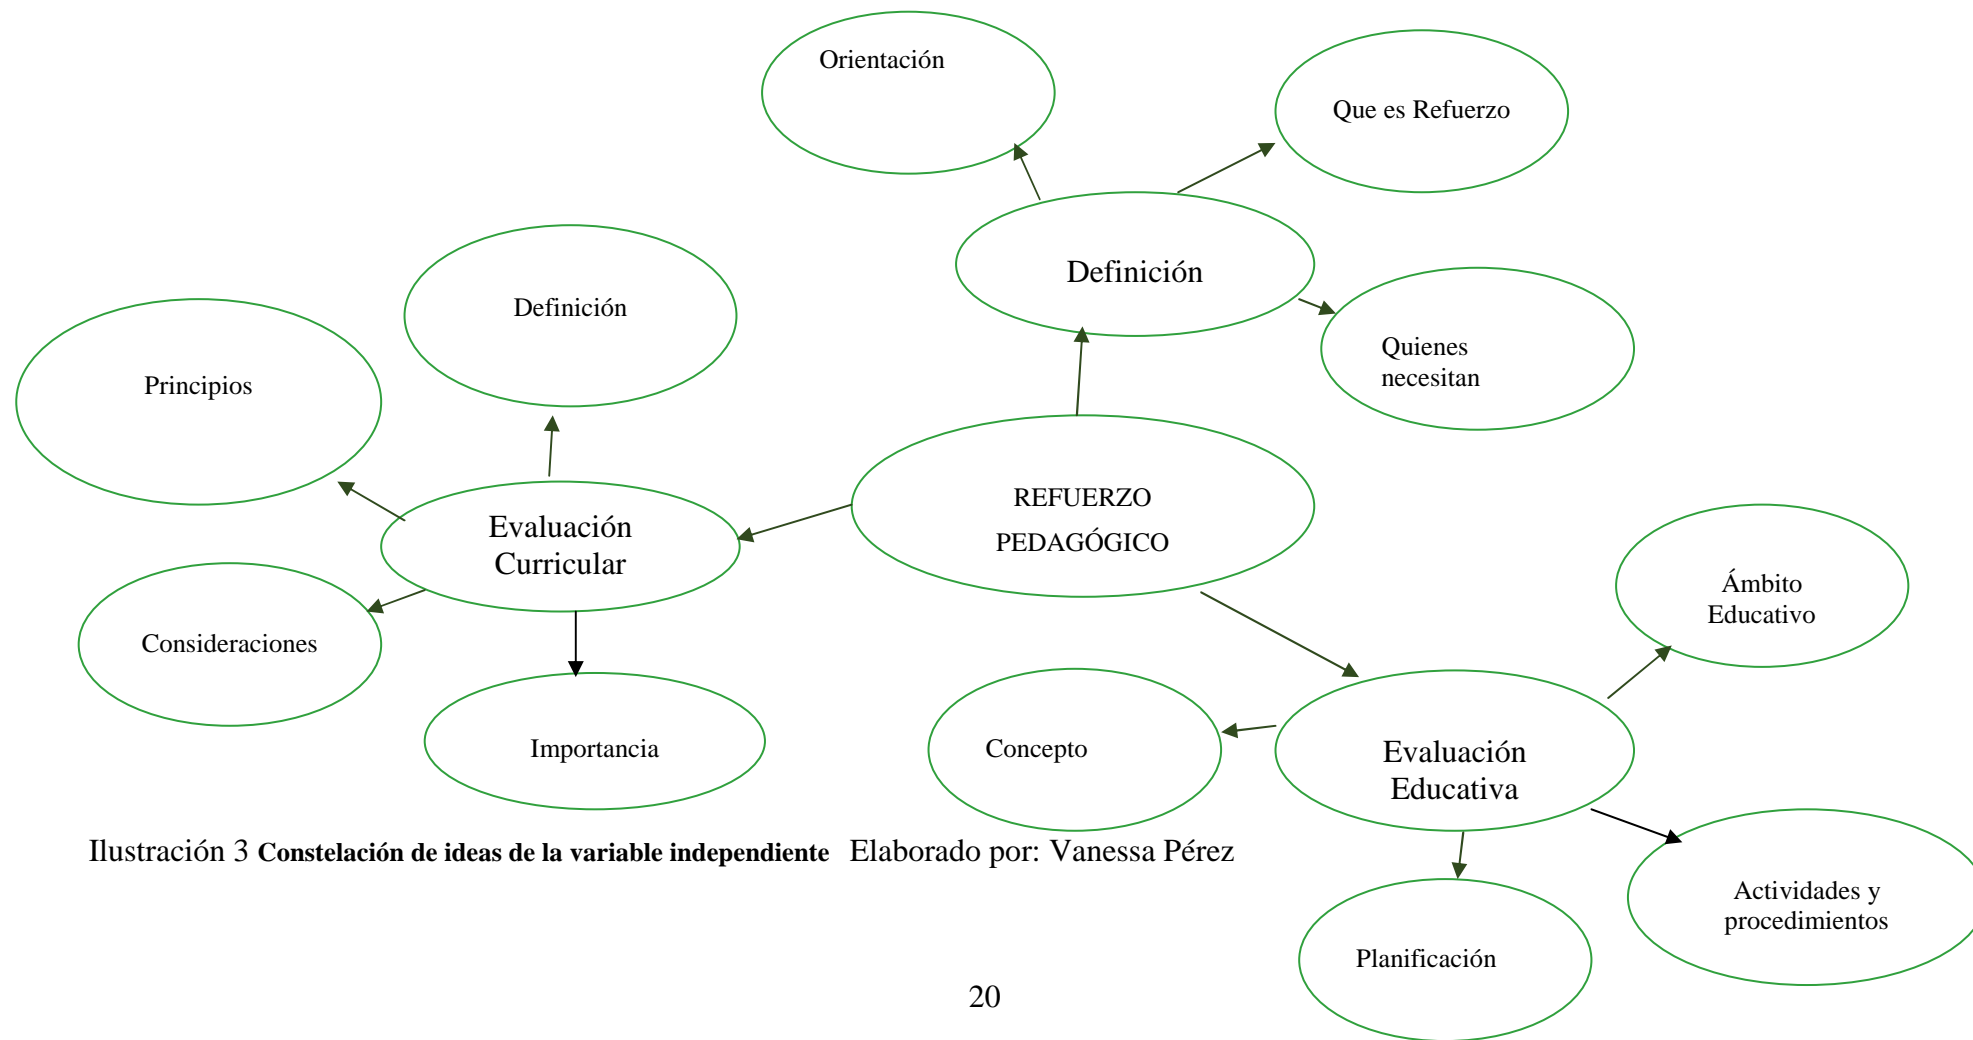 Orientación
Que es Refuerzo
Definición
Quienes
necesitan
Definición
Principios
Evaluación
Curricular
Consideraciones
Importancia
REFUERZO
PEDAGÓGICO
Ámbito
Educativo
Concepto
Evaluación
Educativa
Actividades y
procedimientos
Planificación
Ilustración 3 Constelación de ideas de la variable independiente Elaborado por: Vanessa Pérez
20